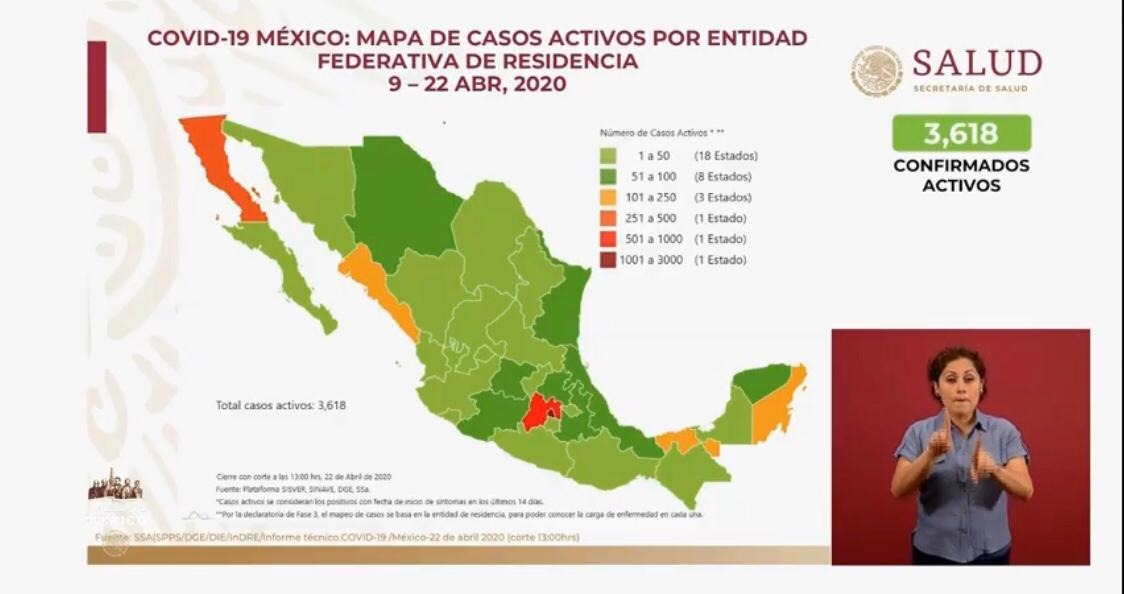 COVID-19 MÉXICO: MAPA DE CASOS ACTIVOS POR ENTIDAD
FEDERATIVA DE RESIDENCIA
9 – 22 ABR, 2020
SALUD
SECRETARÍA DE SALUD
3,618
CONFIRMADOS
ACTIVOS
Número de Casos Activos * **
1 a 50 (18 Estados)
51 a 100 (8 Estados)
101 a 250 (3 Estados)
251 a 500 (1 Estado)
501 a 1000 (1 Estado)
1001 a 3000 (1 Estado)
Total casos activos: 3,618
Cierre con corte a las 13:00 hrs, 22 de Abril de 2020
Fuente: Plataforma SISVER, SINAVE, DGE, SSa.
*Casos activos se consideran los positivos con fecha de inicio de síntomas en los últimos 14 días.
**Por la declaratoria de Fase 3, el mapeo de casos se basa en la entidad de residencia, para poder conocer la carga de enfermedad en cada una.
Fuente: SSA(SPPS/DGE/DIE/InDRE/Informe técnico.COVID-19 /México-22 de abril 2020 (corte 13:00hrs)